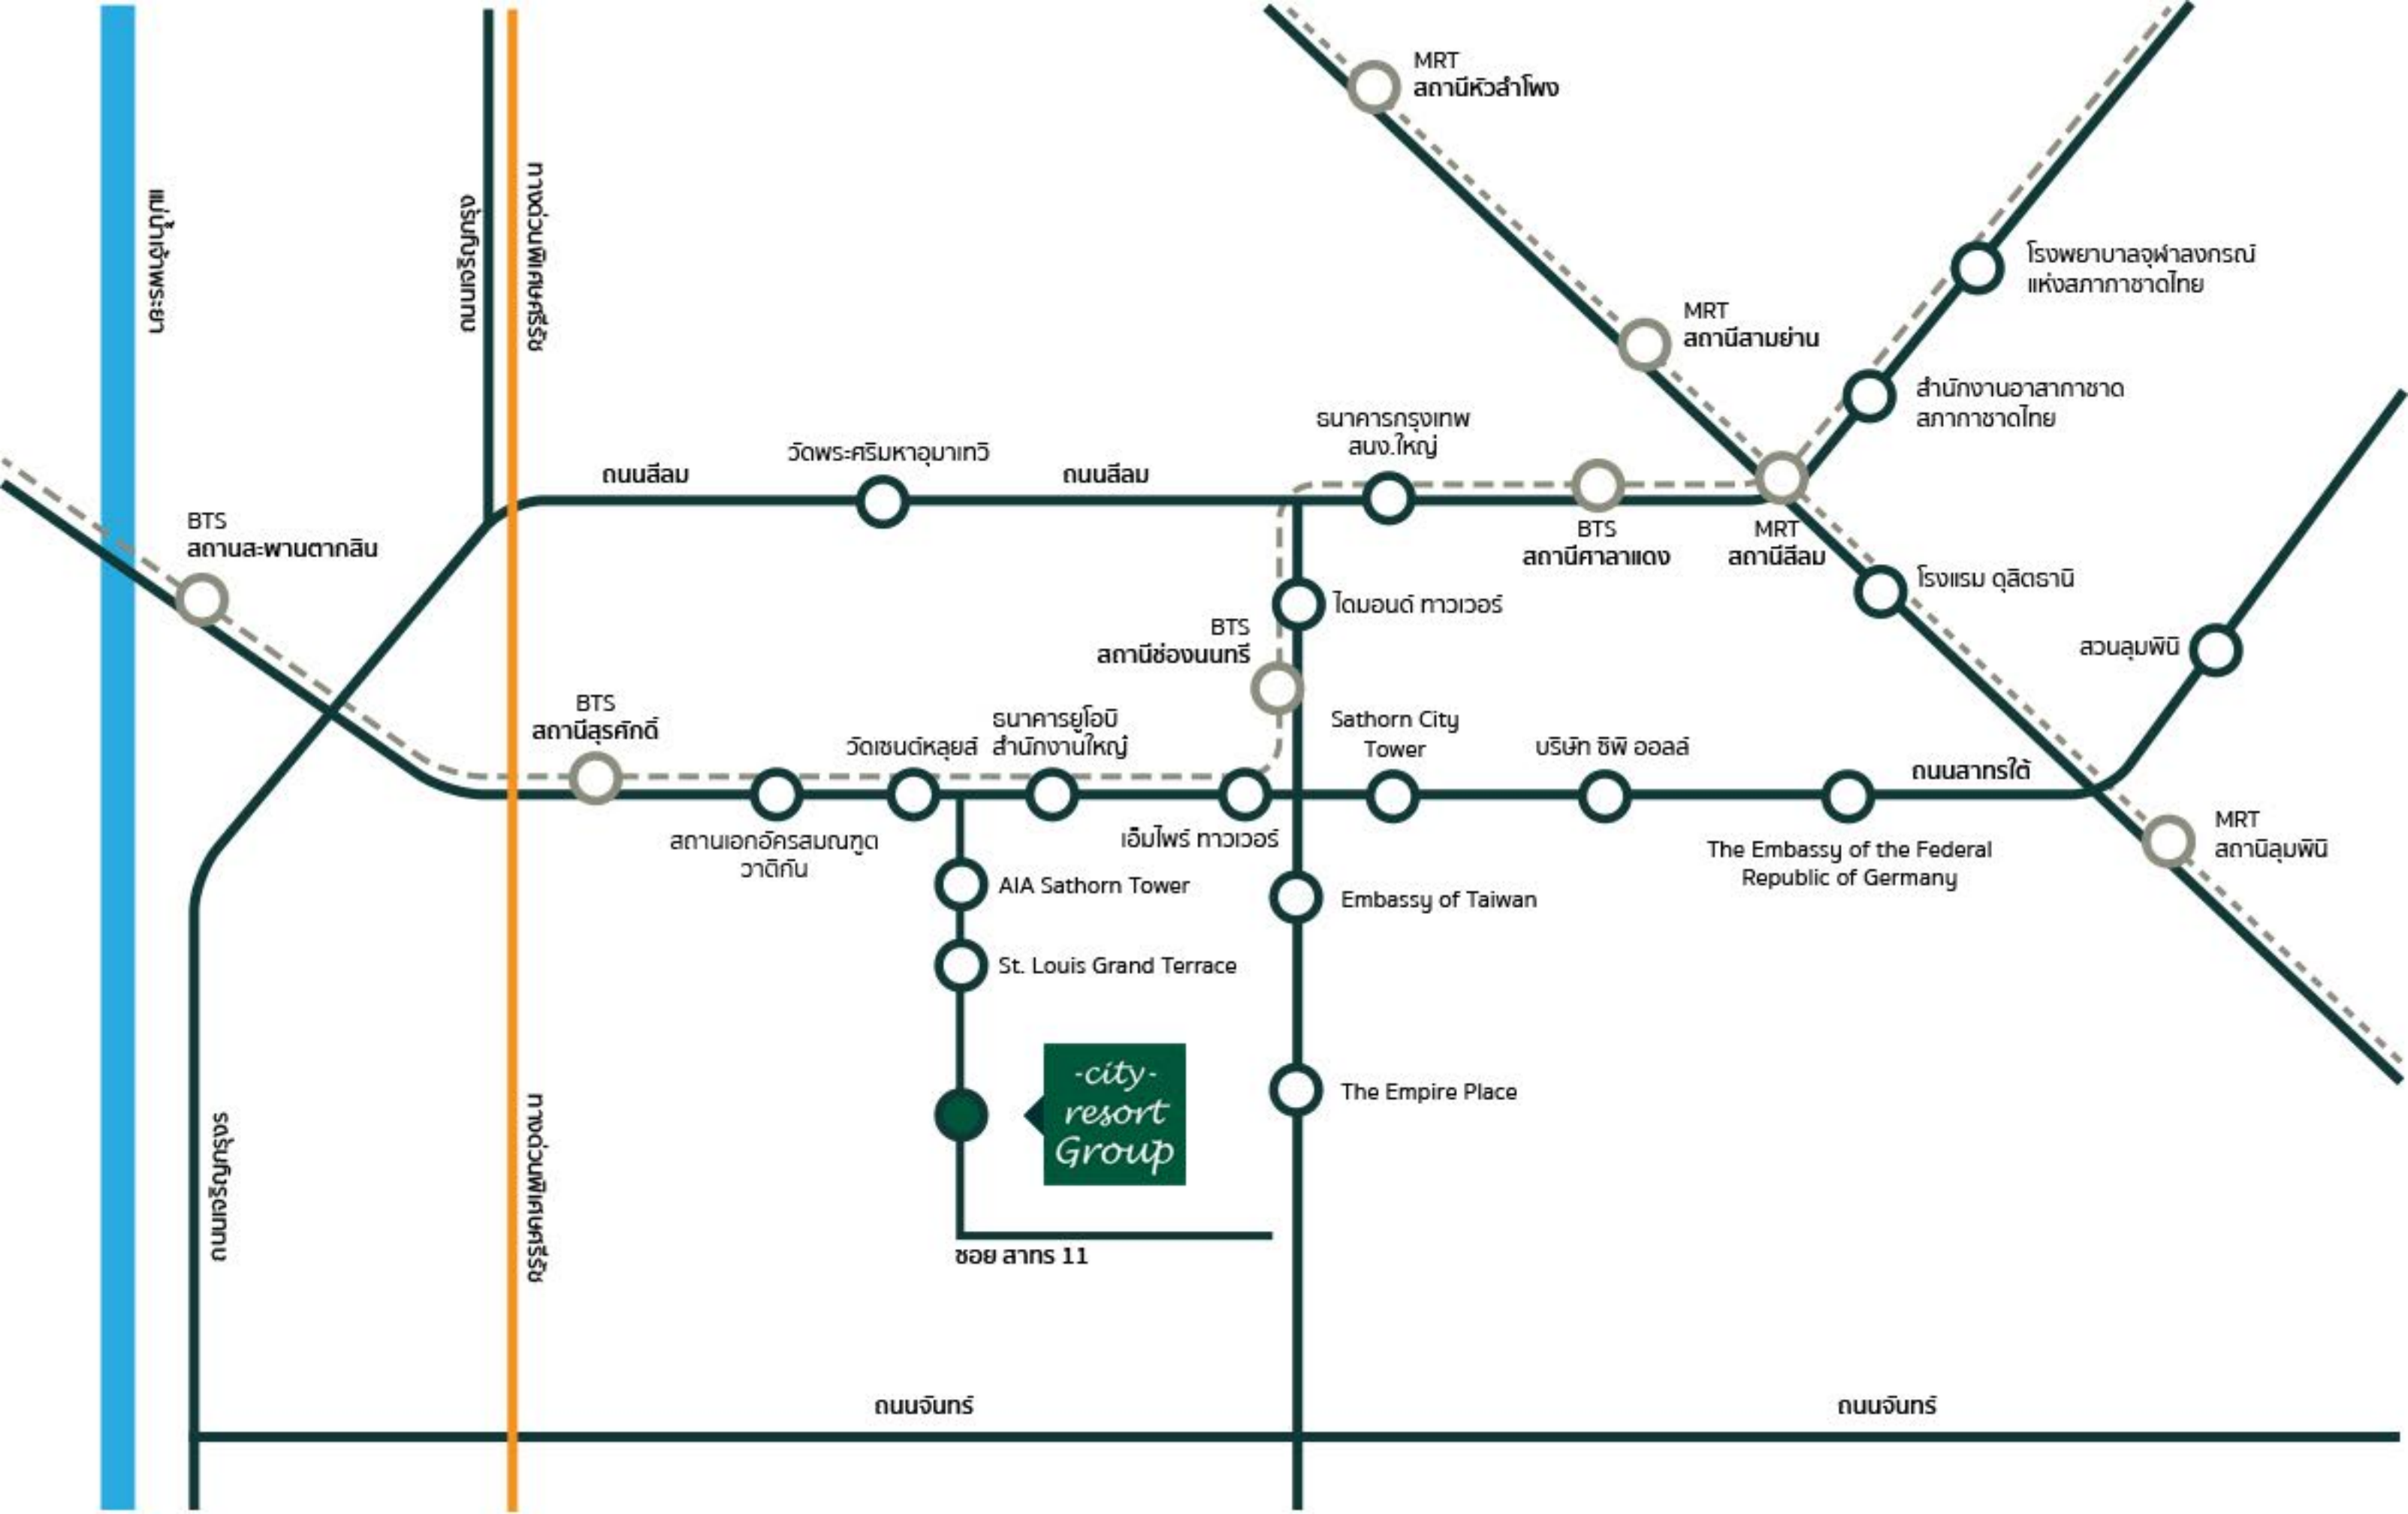 MRT
สถานีหัวลำโพง
แม่น้ำเจ้าพระยา
ถนนเจริญกรุง
ทางด่วนพิเศษศรีรัช
โรงพยาบาลจุฬาลงกรณ์
แห่งสภากาชาดไทย
MRT
สถานีสามย่าน
สำนักงานอาสากาชาด
สภากาชาดไทย
ธนาคารกรุงเทพ
สนง.ใหญ่
วัดพระศริมหาอุมาเทวิ
ถนนสีลม
ถนนสีลม
BTS
สถานสะพานตากสิน
BTS
สถานีศาลาแดง
MRT
สถานีสีลม
โรงแรม ดุสิตธานิ
ไดมอนด์ ทาวเวอร์
BTS
สถานีช่องนนทรี
สวนลุมพินิ
BTS
สถานีสุรศักดิ์
วัดเซนต์หลุยส์
ธนาคารยูโอบิ
สำนักงานใหญ่
Sathorn City
Tower
บริษัท ซิพิ ออลล์
ถนนสาทรใต้
สถานเอกอัครสมณฑูต
วาติกัน
เอ็มไพร์ ทาวเวอร์
The Embassy of the Federal
Republic of Germany
MRT
สถานิลุมพินิ
AIA Sathorn Tower
Embassy of Taiwan
St. Louis Grand Terrace
-city-
resort
Group
The Empire Place
ถนนเจริญกรุง
ทางด่วนพิเศษศรีรัช
ซอย สาทร 11
ถนนจันทร์
ถนนจันทร์